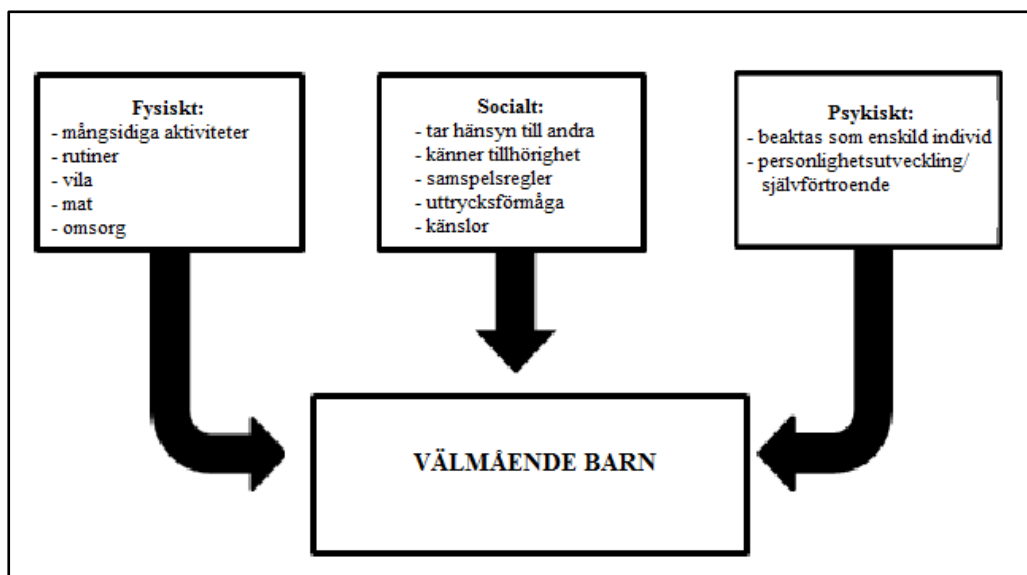 Fysiskt:
- mångsidiga aktiviteter
- rutiner
- vila
- mat
- omsorg
Socialt:
- tar hänsyn till andra
- känner tillhörighet
- samspelsregler
- uttrycksförmåga
- känslor
Psykiskt:
- beaktas som enskild individ
- personlighetsutveckling/
självförtroende
VÄLMÅENDE BARN